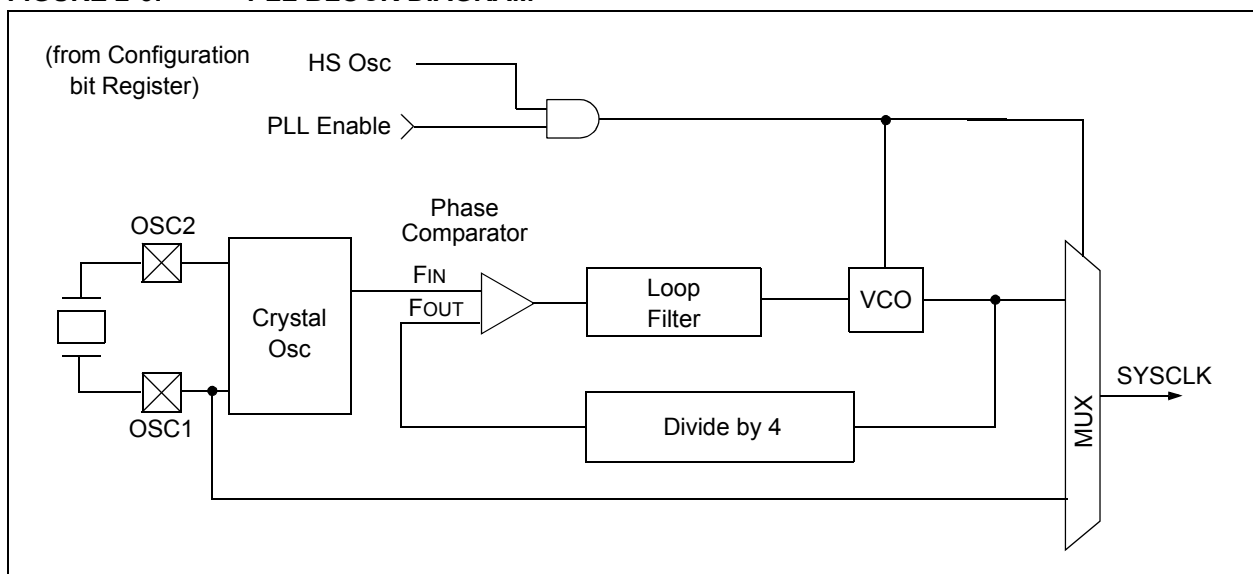 FIGURE 2-6: PLL BLOCK DIAGRAM
(from Configuration
bit Register)
HS Osc
PLL Enable
Phase
Comparator
OSC2
FIN
FOUT
Crystal
Osc
Loop
Filter
VCO
OSC1
Divide by 4
MUX
SYSCLK